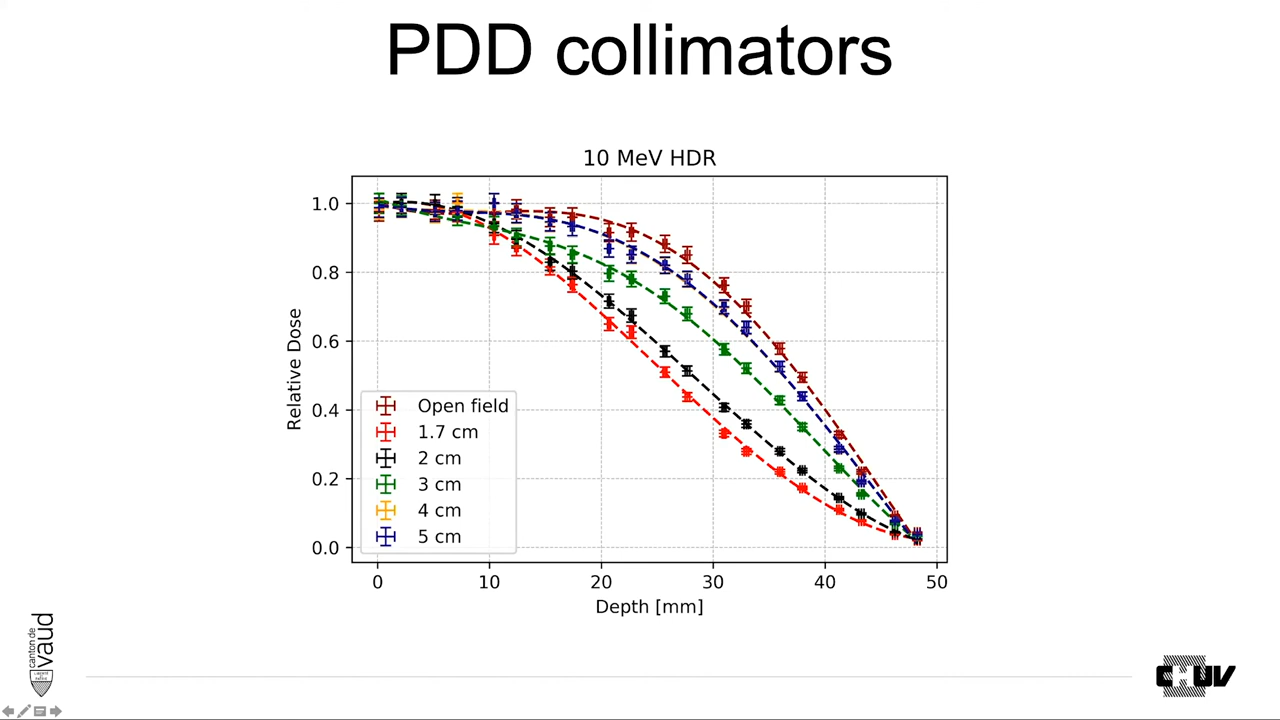 PDD collimators
10 MeV HDR
Relative Dose
1.0
0.8
0.6
0.4
0.2
0.0
Open field
1.7 cm
2 cm
3 cm
4 cm
5 cm
0 10 20 30 40 50
Depth [mm]
canton de
vaud
CHUV